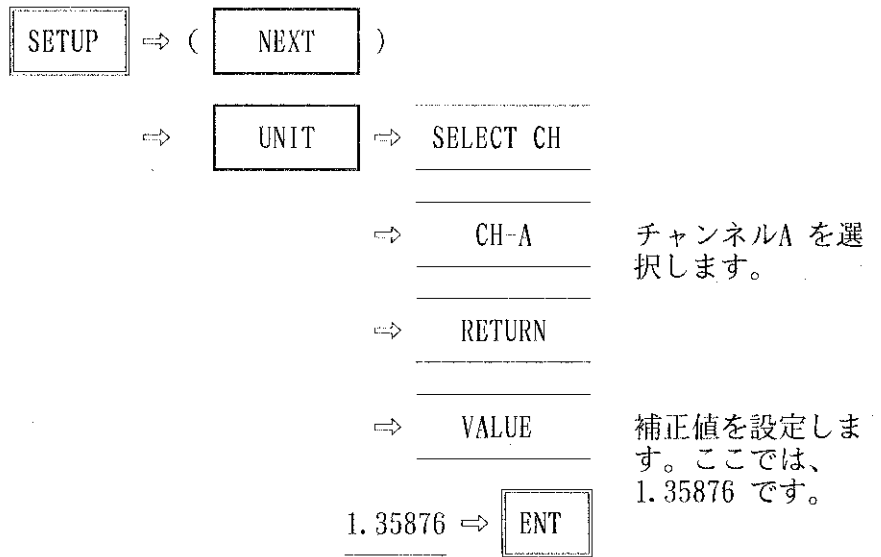 SETUP ⇨ ( NEXT )
⇨ UNIT ⇨ SELECT CH
⇨ CH-A チャンネルA を選
択します。
⇨ RETURN
⇨ VALUE 補正値を設定しま
す。ここでは、
1.35876 です。
1.35876 ⇨ ENT